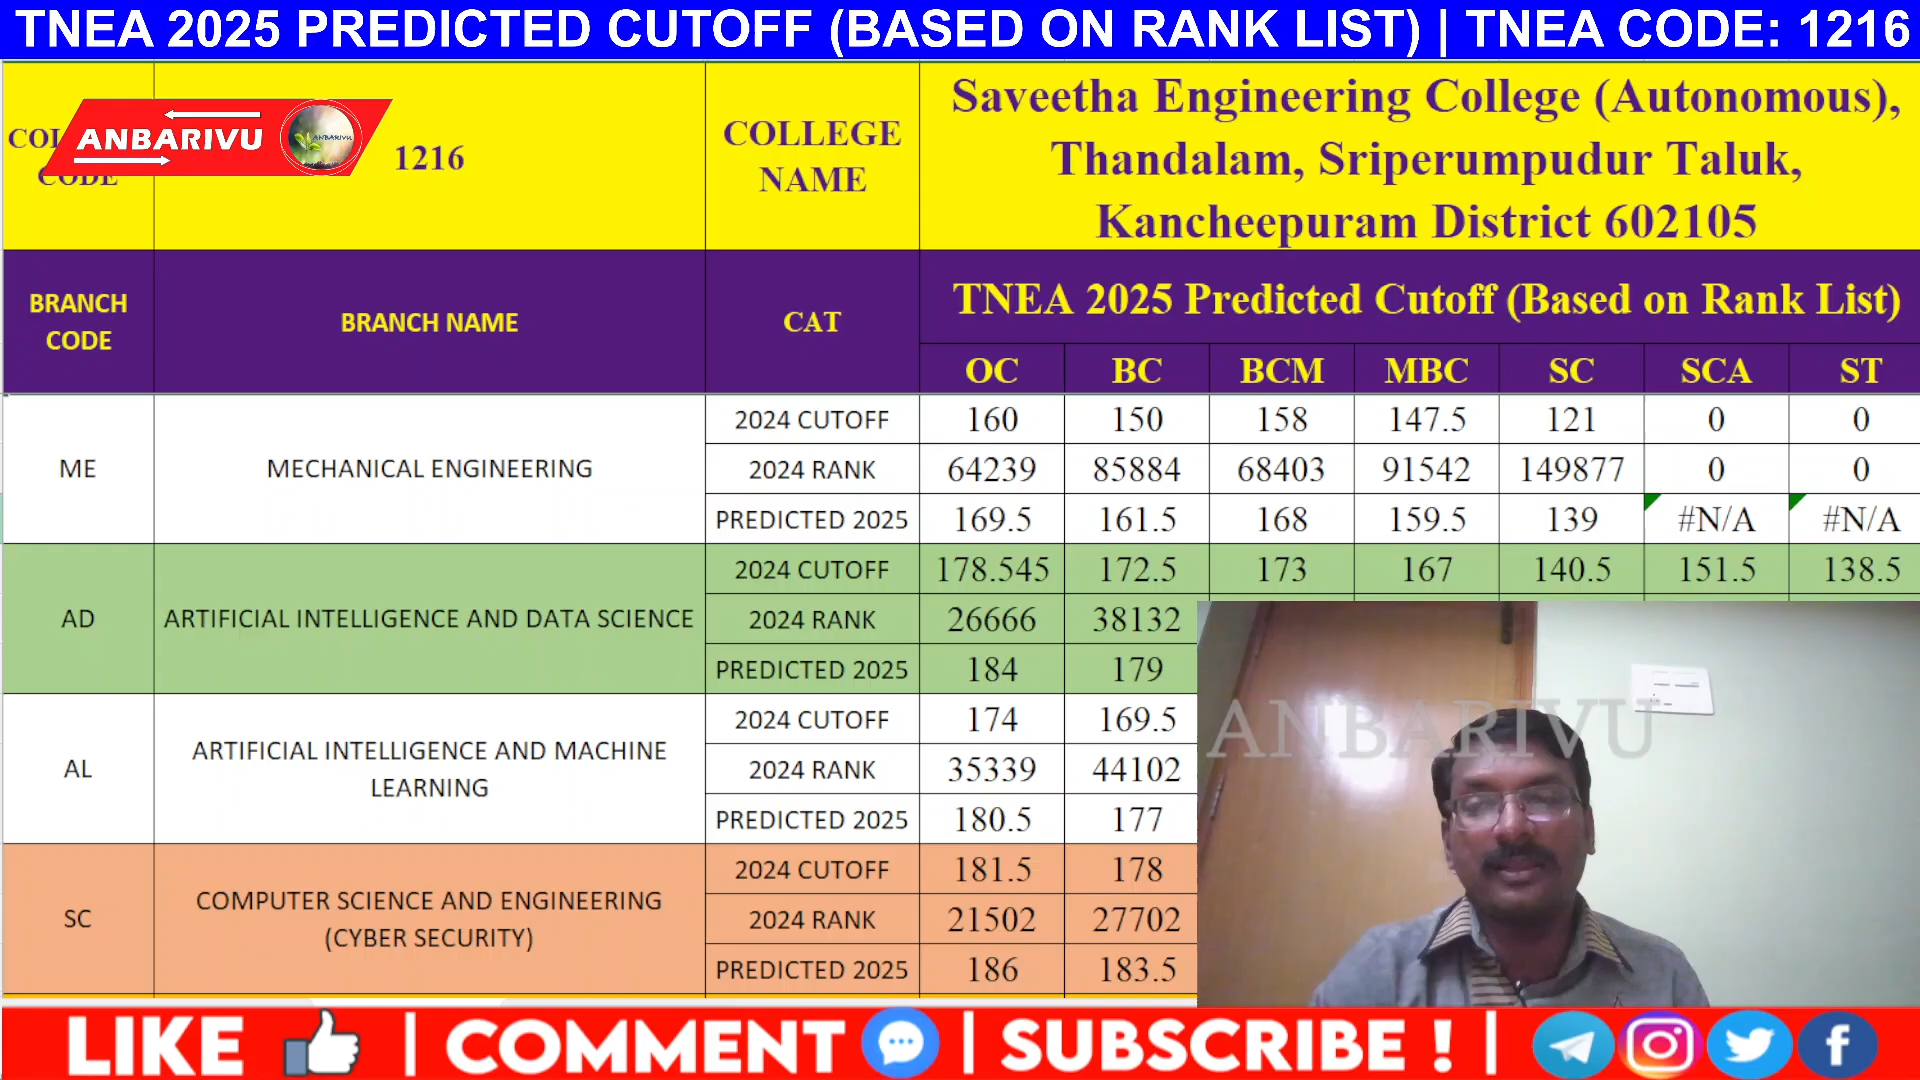 TNEA 2025 PREDICTED CUTOFF (BASED ON RANK LIST) | TNEA CODE: 1216
ANBARIVU
ANBARIVU
CODE
1216
COLLEGE
NAME
Saveetha Engineering College (Autonomous),
Thandalam, Sriperumpudur Taluk,
Kancheepuram District 602105
BRANCH
CODE
BRANCH NAME
CAT
TNEA 2025 Predicted Cutoff (Based on Rank List)
OC BC BCM MBC SC SCA ST
ME
MECHANICAL ENGINEERING
2024 CUTOFF 160 150 158 147.5 121 0 0
2024 RANK 64239 85884 68403 91542 149877 0 0
PREDICTED 2025 169.5 161.5 168 159.5 139 #N/A #N/A
AD
ARTIFICIAL INTELLIGENCE AND DATA SCIENCE
2024 CUTOFF 178.545 172.5 173 167 140.5 151.5 138.5
2024 RANK 26666 38132
PREDICTED 2025 184 179
AL
ARTIFICIAL INTELLIGENCE AND MACHINE
LEARNING
2024 CUTOFF 174 169.5
2024 RANK 35339 44102
PREDICTED 2025 180.5 177
SC
COMPUTER SCIENCE AND ENGINEERING
(CYBER SECURITY)
2024 CUTOFF 181.5 178
2024 RANK 21502 27702
PREDICTED 2025 186 183.5
ANBARIVU
LIKE | COMMENT | SUBSCRIBE ! |